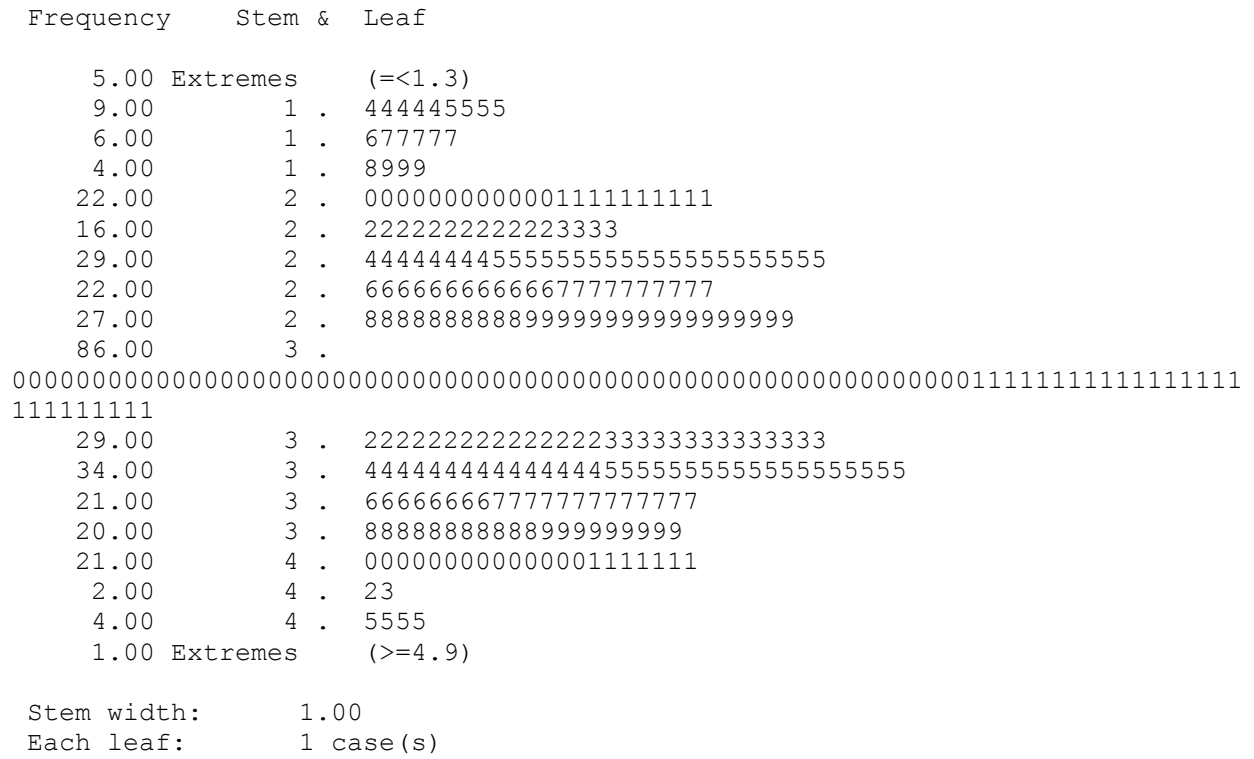 Frequency Stem & Leaf
5.00 Extremes (=<1.3)
9.00 1 . 444445555
6.00 1 . 677777
4.00 1 . 8999
22.00 2 . 0000000000001111111111
16.00 2 . 2222222222223333
29.00 2 . 44444444555555555555555555555
22.00 2 . 6666666666667777777777
27.00 2 . 888888888889999999999999999
86.00 3 .
00000000000000000000000000000000000000000000000000000000000011111111111111111
111111111
29.00 3 . 22222222222222233333333333333
34.00 3 . 4444444444444445555555555555555555
21.00 3 . 666666667777777777777
20.00 3 . 88888888888999999999
21.00 4 . 000000000000001111111
2.00 4 . 23
4.00 4 . 5555
1.00 Extremes (>=4.9)
Stem width: 1.00
Each leaf: 1 case(s)